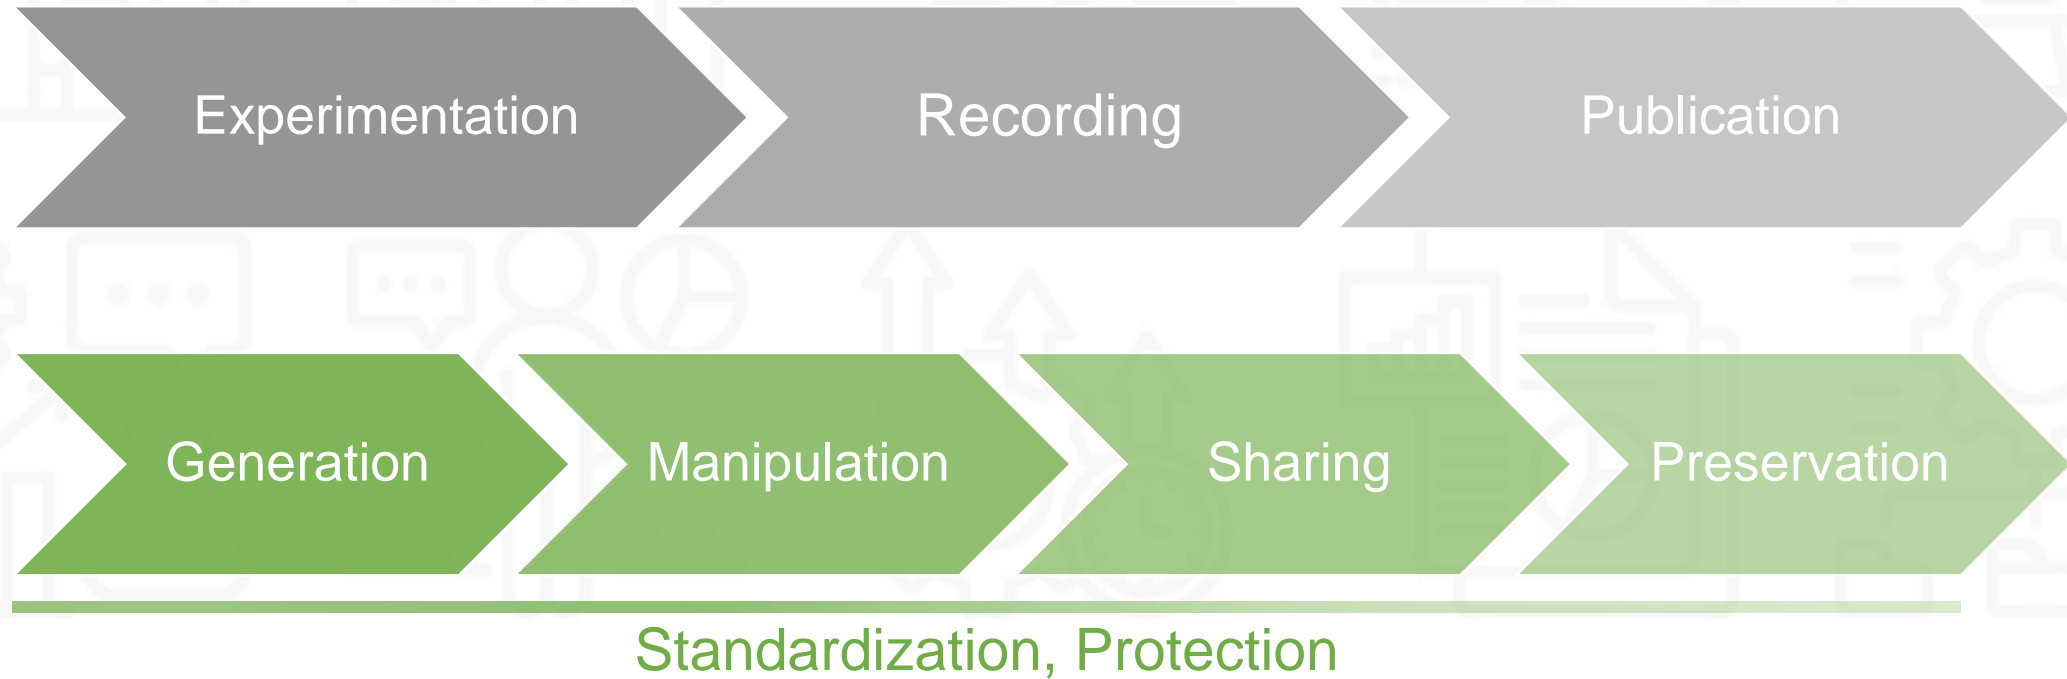 Experimentation Recording Publication
Generation Manipulation Sharing Preservation
Standardization, Protection